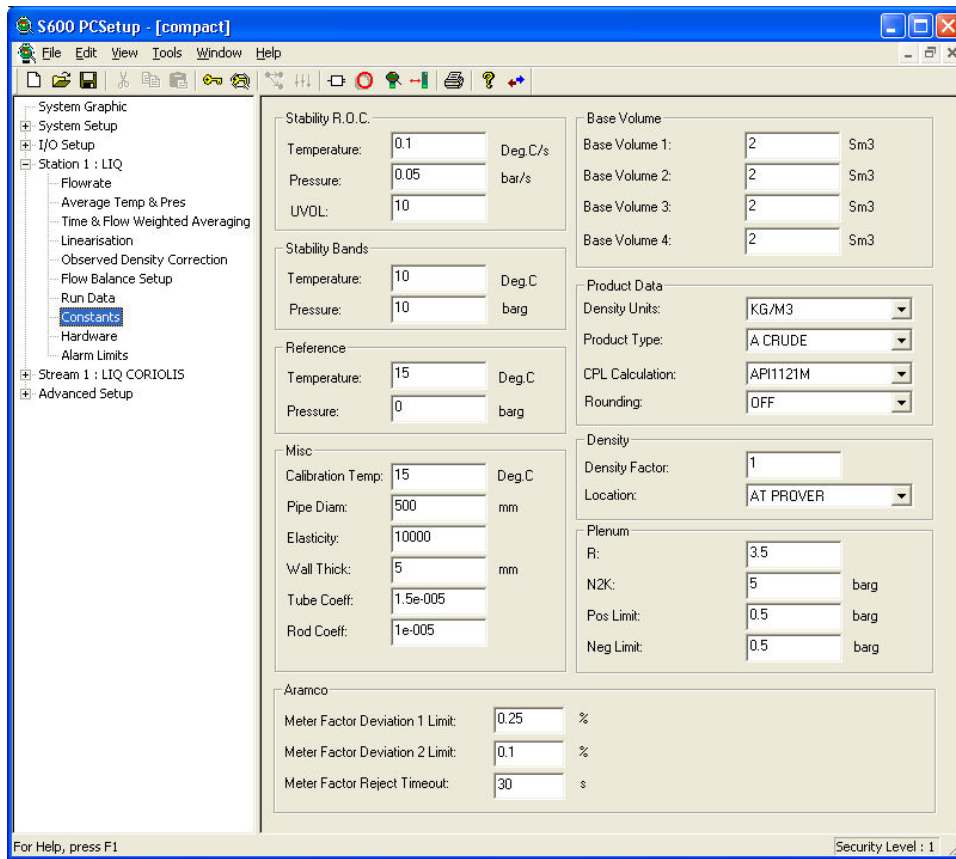 S600 PCSetup - [compact]
File Edit View Tools Window Help
System Graphic
System Setup
I/O Setup
Station 1 : LIQ
Flowrate
Average Temp & Pres
Time & Flow Weighted Averaging
Linearisation
Observed Density Correction
Flow Balance Setup
Run Data
Constants
Hardware
Alarm Limits
Stream 1 : LIQ CORIOLIS
Advanced Setup
Stability R.O.C.
Temperature: 0.1 Deg.C/s
Pressure: 0.05 bar/s
UVOL: 10
Stability Bands
Temperature: 10 Deg.C
Pressure: 10 barg
Reference
Temperature: 15 Deg.C
Pressure: 0 barg
Misc
Calibration Temp: 15 Deg.C
Pipe Diam: 500 mm
Elasticity: 10000
Wall Thick: 5 mm
Tube Coeff: 1.5e-005
Rod Coeff: 1e-005
Base Volume
Base Volume 1: 2 Sm3
Base Volume 2: 2 Sm3
Base Volume 3: 2 Sm3
Base Volume 4: 2 Sm3
Product Data
Density Units: KG/M3
Product Type: A CRUDE
CPL Calculation: API1121M
Rounding: OFF
Density
Density Factor: 1
Location: AT PROVER
Plenum
R: 3.5
N2K: 5 barg
Pos Limit: 0.5 barg
Neg Limit: 0.5 barg
Aramco
Meter Factor Deviation 1 Limit: 0.25 %
Meter Factor Deviation 2 Limit: 0.1 %
Meter Factor Reject Timeout: 30 s
For Help, press F1
Security Level : 1